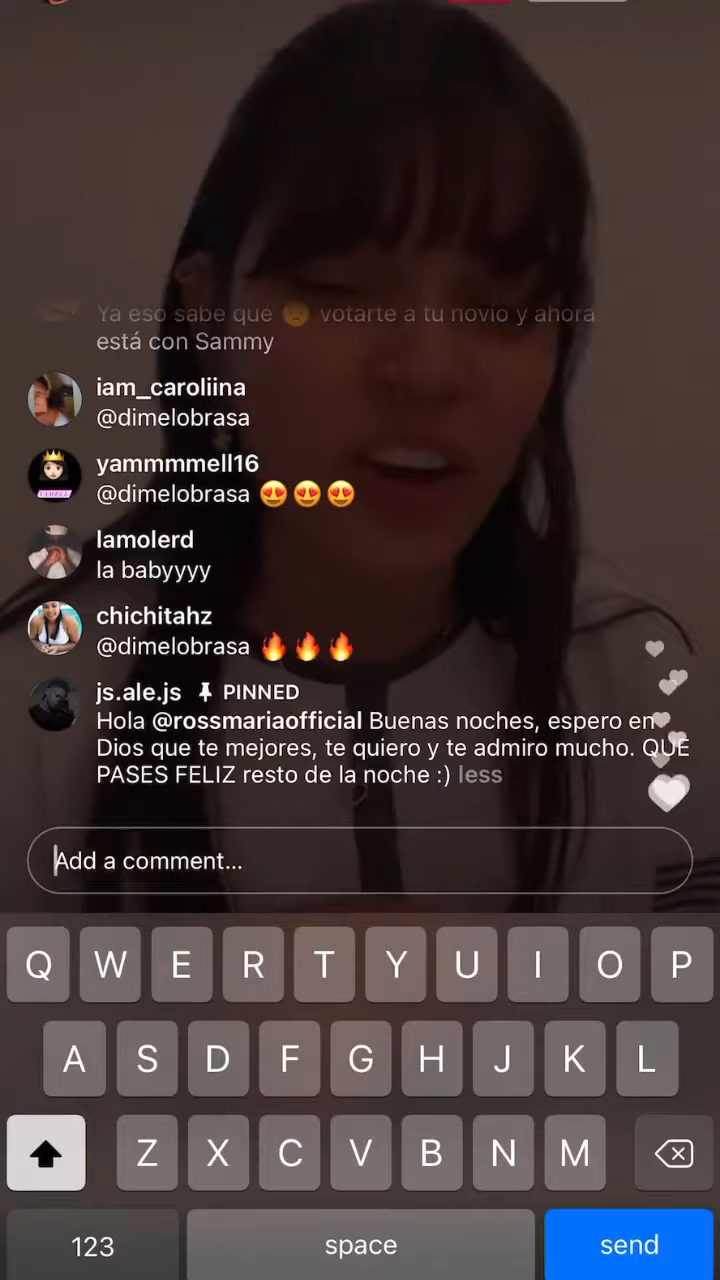 Ya eso sabe qué 😟 votarte a tu novio y ahora
está con Sammy
iam_caroliina
@dimelobrasa
yammmmell16
@dimelobrasa 😍😍😍
lamolerd
la babyyyy
chichitahz
@dimelobrasa 🔥🔥🔥
js.ale.js PINNED
Hola @rossmariaofficial Buenas noches, espero en
Dios que te mejores, te quiero y te admiro mucho. QUE
PASES FELIZ resto de la noche :) less
Add a comment...
Q W E R T Y U I O P
A S D F G H J K L
Z X C V B N M
123 space send